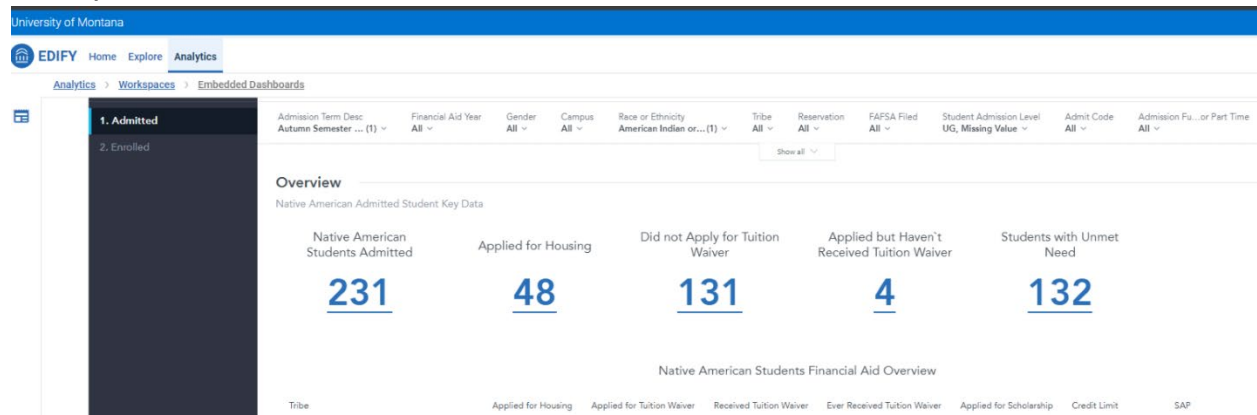 University of Montana
EDIFY Home Explore Analytics
Analytics > Workspaces > Embedded Dashboards
1. Admitted
2. Enrolled
Admission Term Desc Financial Aid Year Gender Campus Race or Ethnicity Tribe Reservation FAFSA Filed Student Admission Level Admit Code Admission Fu...or Part Time
Autumn Semester ... (1) All All All American Indian or... (1) All All All UG, Missing Value All All
Show all
Overview
Native American Admitted Student Key Data
Native American Students Admitted
231
Applied for Housing
48
Did not Apply for Tuition Waiver
131
Applied but Haven`t Received Tuition Waiver
4
Students with Unmet Need
132
Native American Students Financial Aid Overview
Tribe Applied for Housing Applied for Tuition Waiver Received Tuition Waiver Ever Received Tuition Waiver Applied for Scholarship Credit Limit SAP